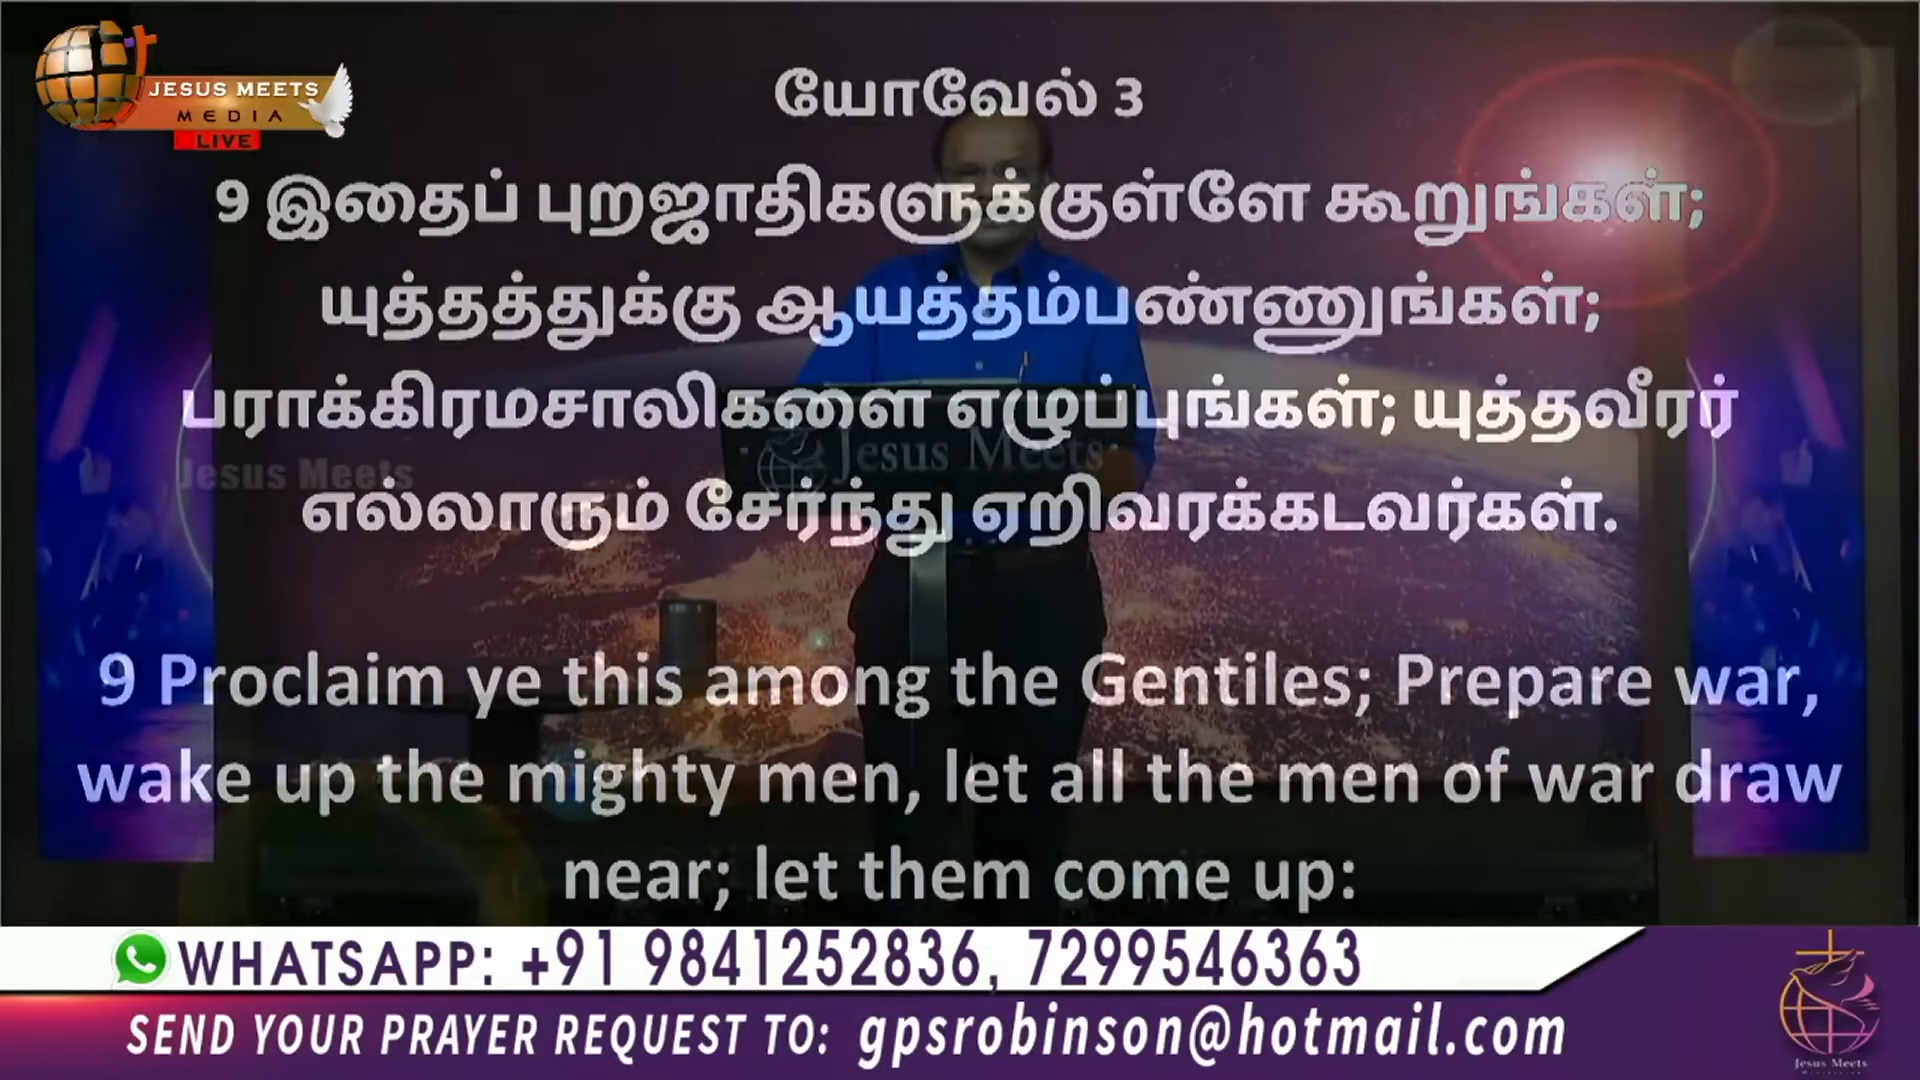 JESUS MEETS
MEDIA
LIVE
யோவேல் 3
9 இதைப் புறஜாதிகளுக்குள்ளே கூறுங்கள்;
யுத்தத்துக்கு ஆயத்தம்பண்ணுங்கள்;
பராக்கிரமசாலிகளை எழுப்புங்கள்; யுத்தவீரர்
Jesus Meets
Jesus Meets
எல்லாரும் சேர்ந்து ஏறிவரக்கடவர்கள்.
9 Proclaim ye this among the Gentiles; Prepare war,
wake up the mighty men, let all the men of war draw
near; let them come up:
WHATSAPP: +91 9841252836, 7299546363
SEND YOUR PRAYER REQUEST TO: gpsrobinson@hotmail.com
Jesus Meets